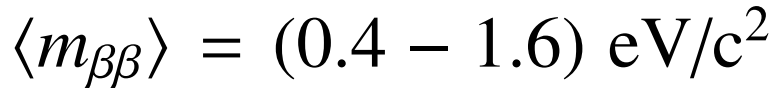 ⟨m_ββ⟩ = (0.4 − 1.6) eV/c²